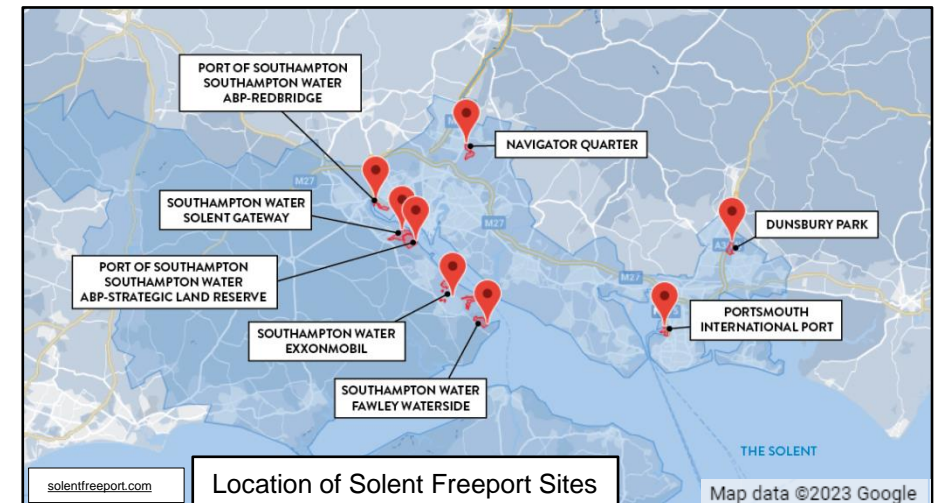 PORT OF SOUTHAMPTON
SOUTHAMPTON WATER
ABP-REDBRIDGE
NAVIGATOR QUARTER
M27
SOUTHAMPTON WATER
SOLENT GATEWAY
M27
DUNSBURY PARK
PORT OF SOUTHAMPTON
SOUTHAMPTON WATER
ABP-STRATEGIC LAND RESERVE
M27
PORTSMOUTH
INTERNATIONAL PORT
SOUTHAMPTON WATER
EXXONMOBIL
SOUTHAMPTON WATER
FAWLEY WATERSIDE
THE SOLENT
solentfreeport.com
Location of Solent Freeport Sites
Map data ©2023 Google